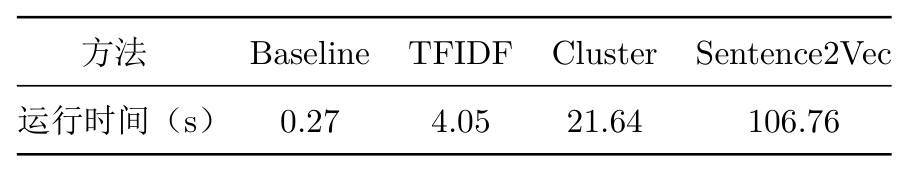 方法 Baseline TFIDF Cluster Sentence2Vec
运行时间（s） 0.27 4.05 21.64 106.76